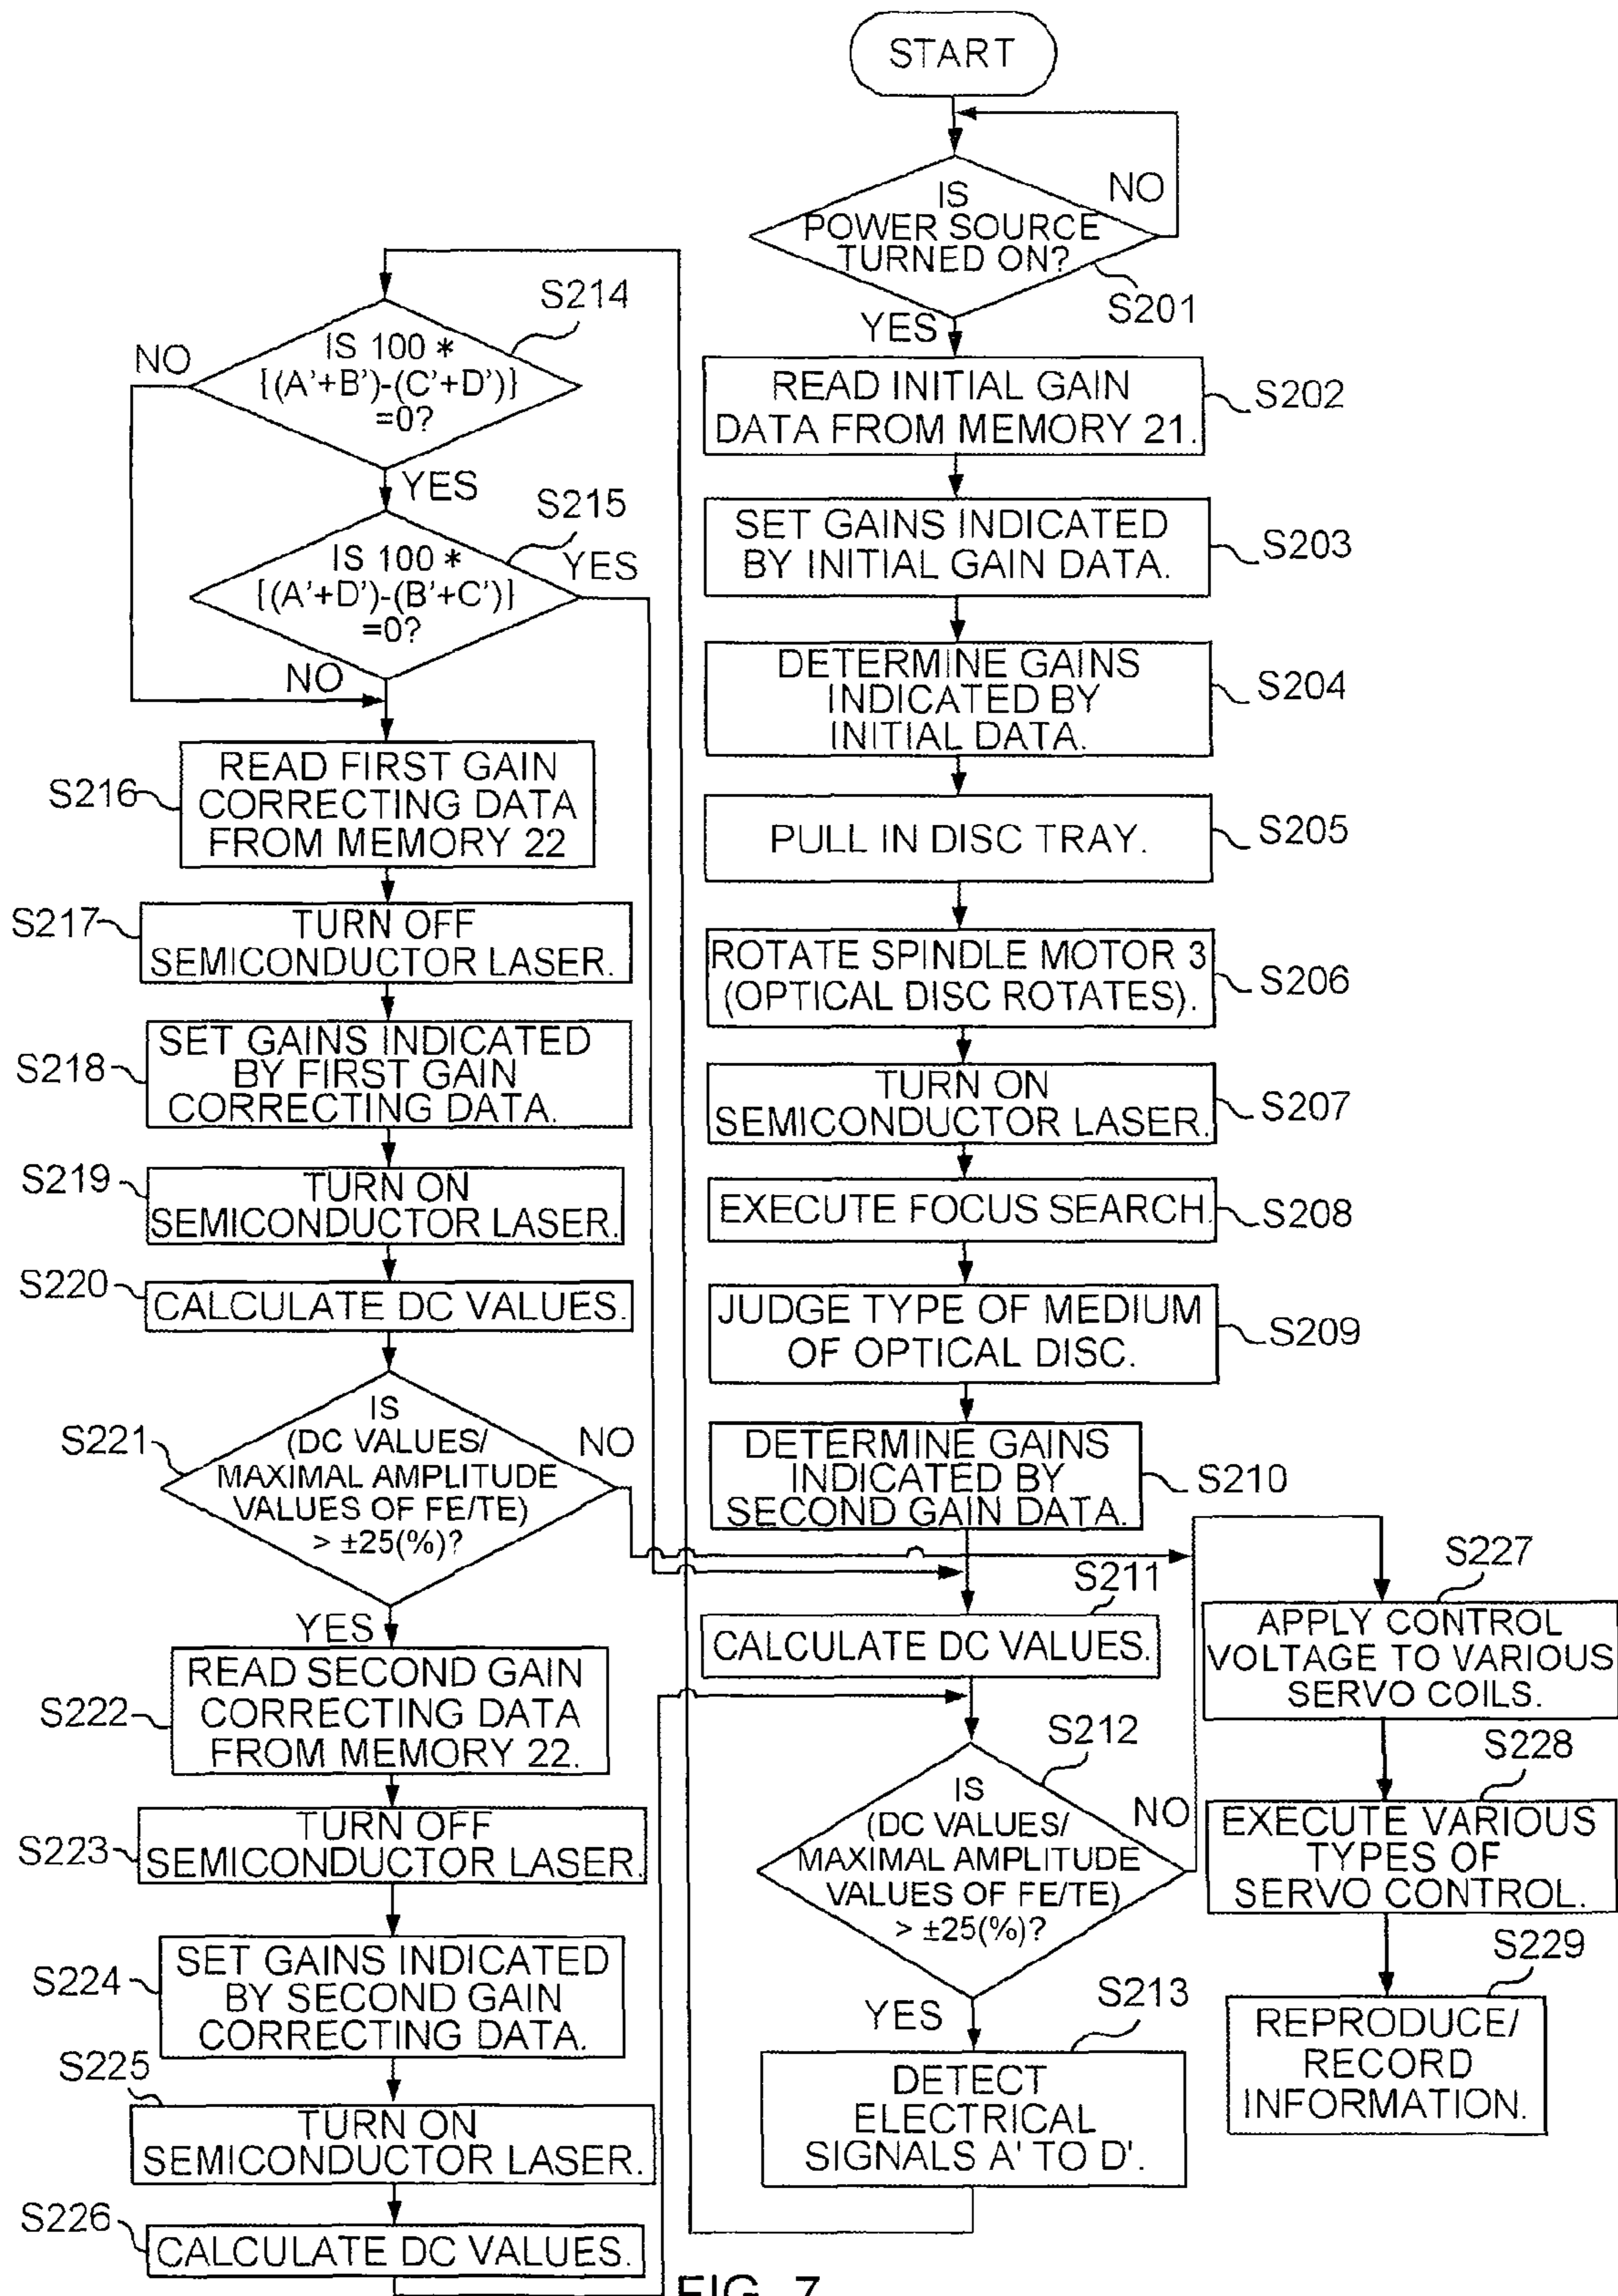 START
IS
POWER SOURCE
TURNED ON?
NO
S201
YES
READ INITIAL GAIN
DATA FROM MEMORY 21.
S202
SET GAINS INDICATED
BY INITIAL GAIN DATA.
S203
DETERMINE GAINS
INDICATED BY
INITIAL DATA.
S204
PULL IN DISC TRAY.
S205
ROTATE SPINDLE MOTOR 3
(OPTICAL DISC ROTATES).
S206
TURN ON
SEMICONDUCTOR LASER.
S207
EXECUTE FOCUS SEARCH.
S208
JUDGE TYPE OF MEDIUM
OF OPTICAL DISC.
S209
DETERMINE GAINS
INDICATED BY
SECOND GAIN DATA.
S210
S211
CALCULATE DC VALUES.
S212
IS
(DC VALUES/
MAXIMAL AMPLITUDE
VALUES OF FE/TE)
> ±25(%)?
NO
YES
S213
DETECT
ELECTRICAL
SIGNALS A' TO D'.
S214
IS 100 *
{(A'+B')-(C'+D')}
=0?
NO
YES
S215
IS 100 *
{(A'+D')-(B'+C')}
=0?
YES
NO
S216
READ FIRST GAIN
CORRECTING DATA
FROM MEMORY 22
S217
TURN OFF
SEMICONDUCTOR LASER.
S218
SET GAINS INDICATED
BY FIRST GAIN
CORRECTING DATA.
S219
TURN ON
SEMICONDUCTOR LASER.
S220
CALCULATE DC VALUES.
S221
IS
(DC VALUES/
MAXIMAL AMPLITUDE
VALUES OF FE/TE)
> ±25(%)?
NO
YES
S222
READ SECOND GAIN
CORRECTING DATA
FROM MEMORY 22.
S223
TURN OFF
SEMICONDUCTOR LASER.
S224
SET GAINS INDICATED
BY SECOND GAIN
CORRECTING DATA.
S225
TURN ON
SEMICONDUCTOR LASER.
S226
CALCULATE DC VALUES.
S227
APPLY CONTROL
VOLTAGE TO VARIOUS
SERVO COILS.
S228
EXECUTE VARIOUS
TYPES OF
SERVO CONTROL.
S229
REPRODUCE/
RECORD
INFORMATION.
FIG. 7